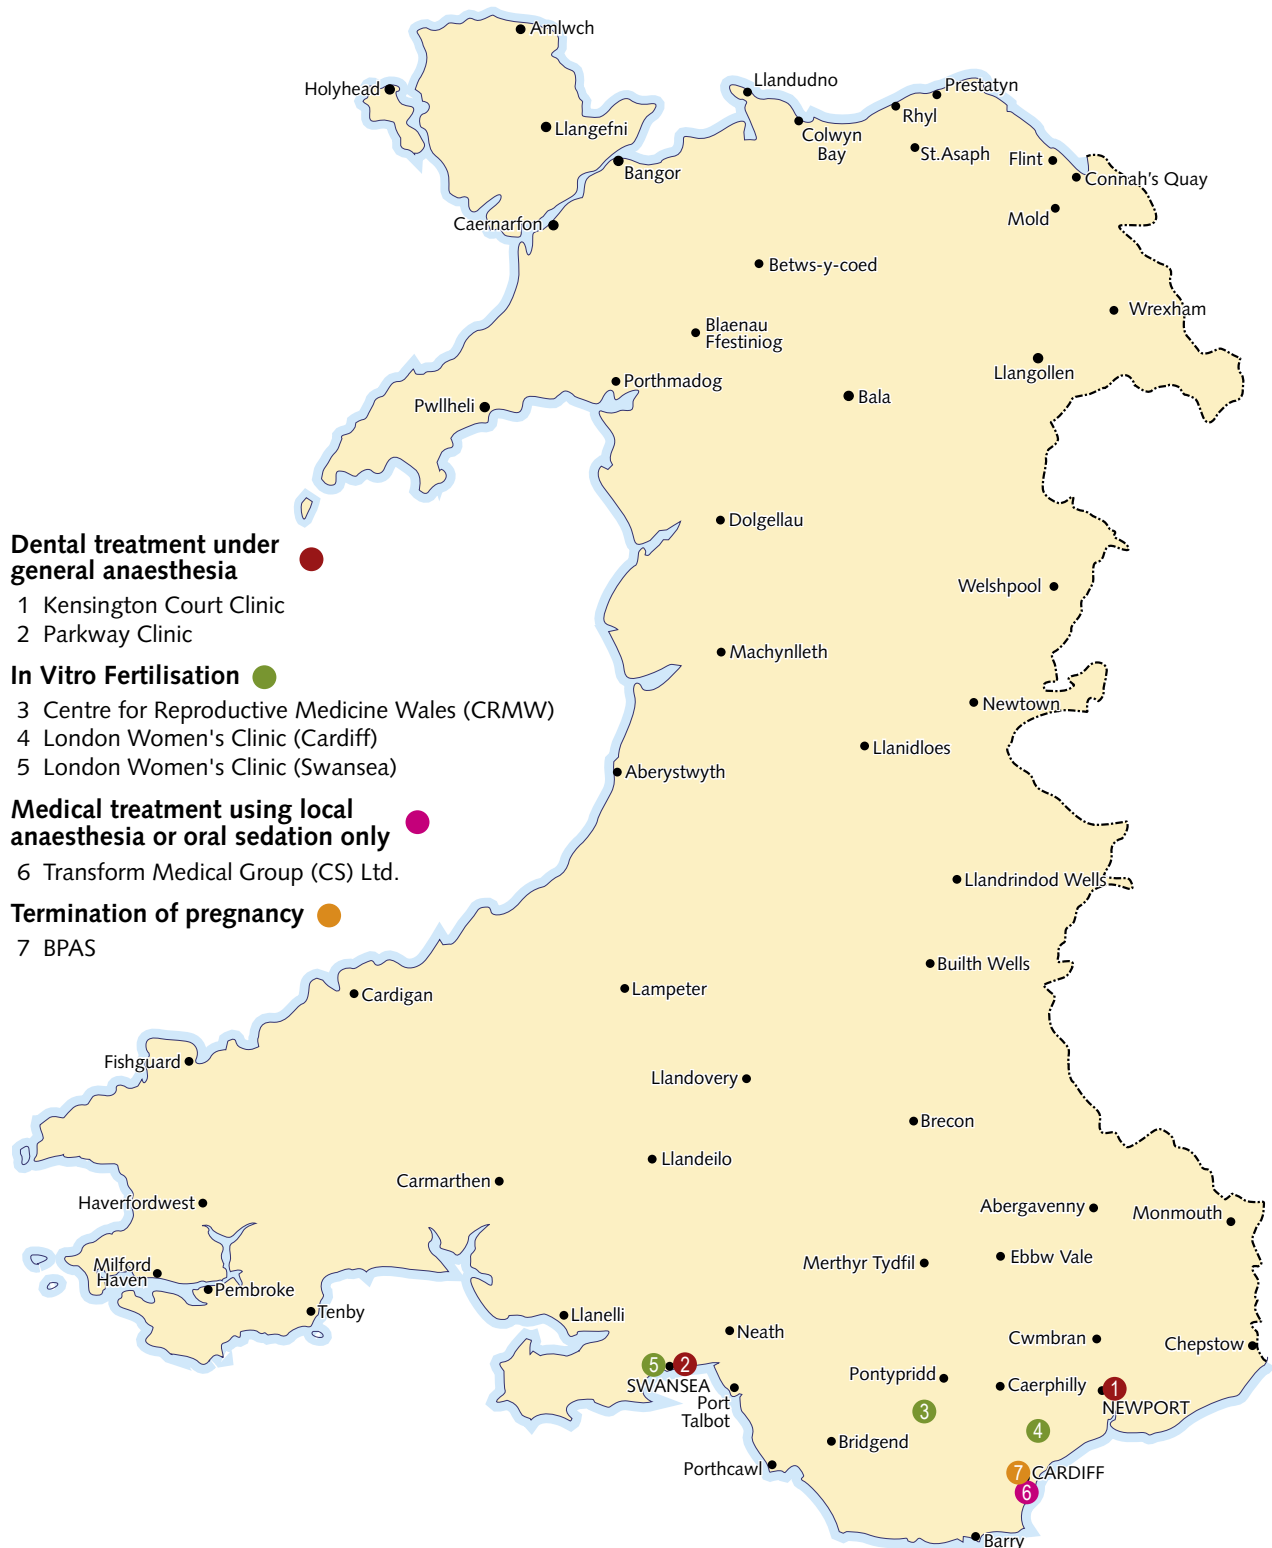 Amlwch
Holyhead
Llangefni
Bangor
Caernarfon
Llandudno
Colwyn
Bay
Prestatyn
Rhyl
St.Asaph
Flint
Connah's Quay
Mold
Betws-y-coed
Blaenau
Ffestiniog
Wrexham
Llangollen
Porthmadog
Pwllheli
Bala
Dolgellau
Dental treatment under
general anaesthesia
1 Kensington Court Clinic
2 Parkway Clinic
In Vitro Fertilisation
3 Centre for Reproductive Medicine Wales (CRMW)
4 London Women's Clinic (Cardiff)
5 London Women's Clinic (Swansea)
Medical treatment using local
anaesthesia or oral sedation only
6 Transform Medical Group (CS) Ltd.
Termination of pregnancy
7 BPAS
Welshpool
Machynlleth
Newtown
Llanidloes
Aberystwyth
Llandrindod Wells
Builth Wells
Lampeter
Cardigan
Fishguard
Llandovery
Brecon
Llandeilo
Carmarthen
Haverfordwest
Abergavenny
Monmouth
Milford
Haven
Pembroke
Tenby
Merthyr Tydfil
Ebbw Vale
Llanelli
Neath
Cwmbran
Chepstow
5
2
SWANSEA
Port
Talbot
Pontypridd
Caerphilly
1
NEWPORT
3
4
Bridgend
Porthcawl
7
CARDIFF
6
Barry